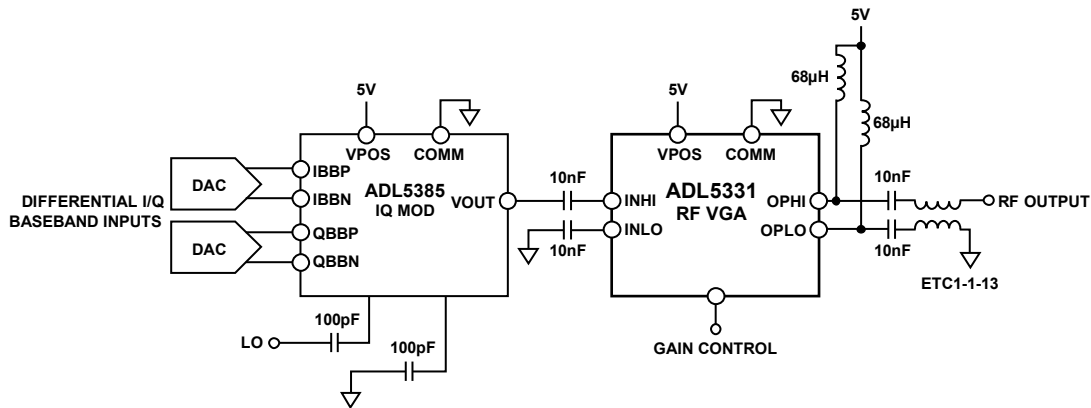 5V
68µH
68µH
5V
5V
VPOS
COMM
VPOS
COMM
DAC
DAC
DIFFERENTIAL I/Q
BASEBAND INPUTS
IBBP
IBBN
QBBP
QBBN
ADL5385
IQ MOD
VOUT
10nF
10nF
INHI
INLO
ADL5331
RF VGA
OPHI
OPLO
10nF
10nF
RF OUTPUT
ETC1-1-13
100pF
LO
100pF
GAIN CONTROL